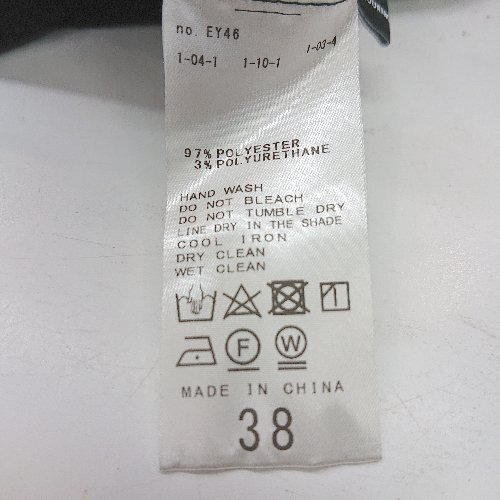 no. EY46
1-03-4
1-04-1 1-10-1
97% POLYESTER
3% POLYURETHANE
HAND WASH
DO NOT BLEACH
DO NOT TUMBLE DRY
LINE DRY IN THE SHADE
COOL IRON
DRY CLEAN
WET CLEAN
F W
MADE IN CHINA
38